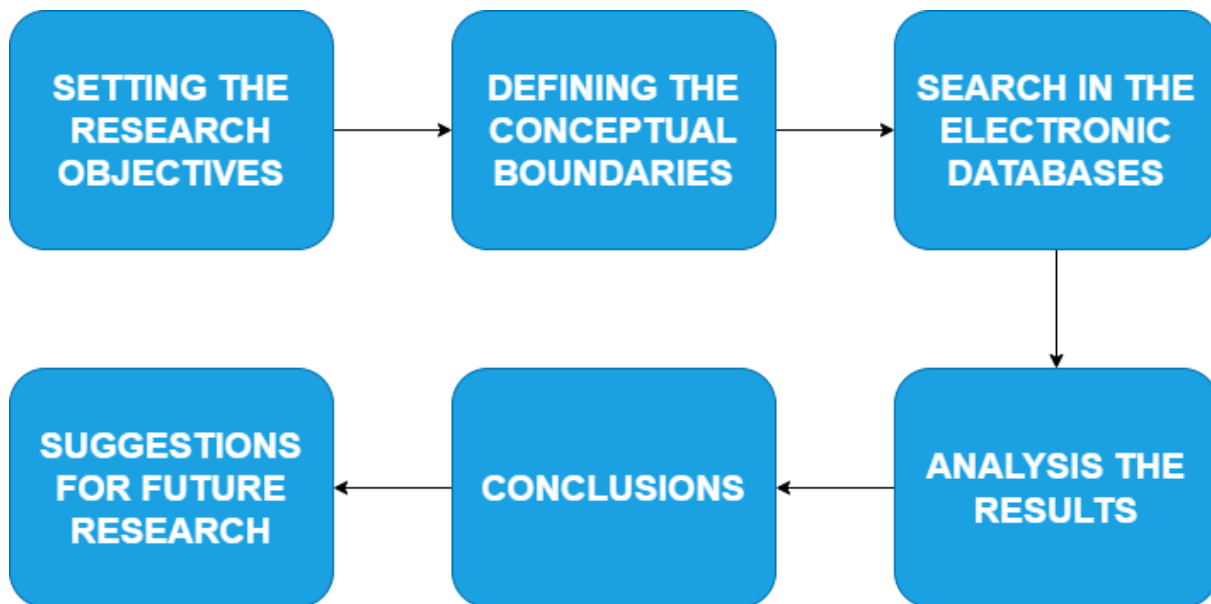 SETTING THE
RESEARCH
OBJECTIVES
DEFINING THE
CONCEPTUAL
BOUNDARIES
SEARCH IN THE
ELECTRONIC
DATABASES
ANALYSIS THE
RESULTS
CONCLUSIONS
SUGGESTIONS
FOR FUTURE
RESEARCH